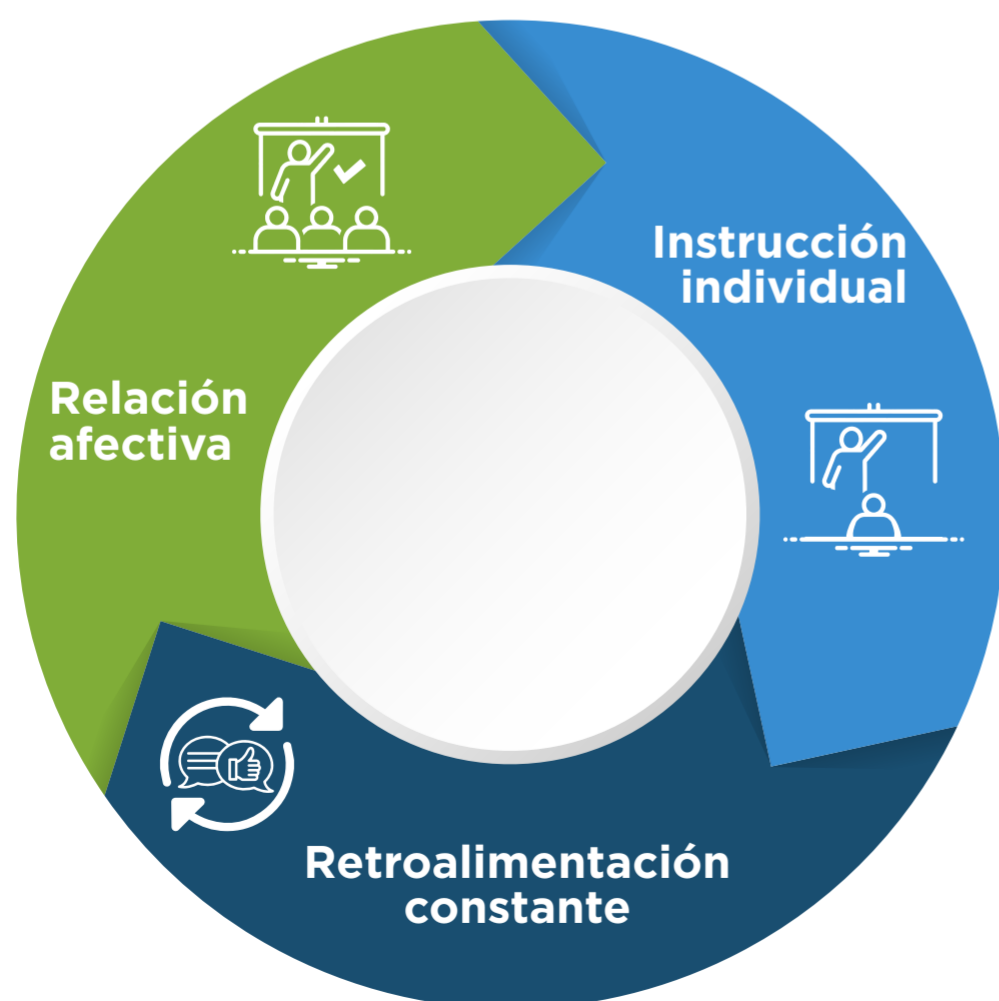 Instrucción
individual
Relación
afectiva
Retroalimentación
constante